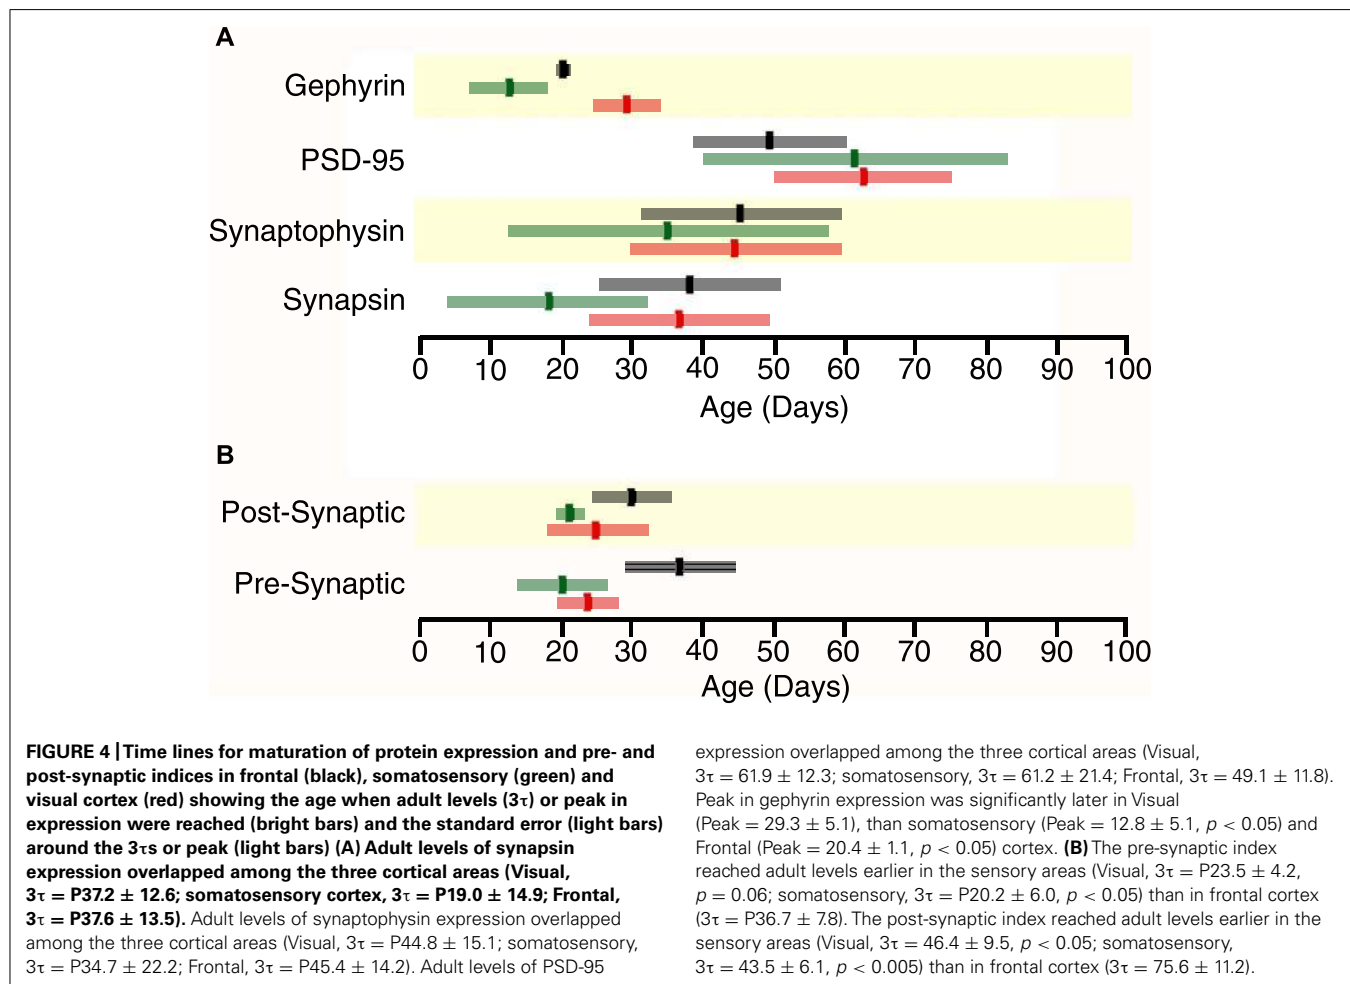 A
Gephyrin
PSD-95
Synaptophysin
Synapsin
0 10 20 30 40 50 60 70 80 90 100
Age (Days)
B
Post-Synaptic
Pre-Synaptic
0 10 20 30 40 50 60 70 80 90 100
Age (Days)
FIGURE 4 | Time lines for maturation of protein expression and pre- and
post-synaptic indices in frontal (black), somatosensory (green) and
visual cortex (red) showing the age when adult levels (3τ) or peak in
expression were reached (bright bars) and the standard error (light bars)
around the 3τs or peak (light bars) (A) Adult levels of synapsin
expression overlapped among the three cortical areas (Visual,
3τ = P37.2 ± 12.6; somatosensory cortex, 3τ = P19.0 ± 14.9; Frontal,
3τ = P37.6 ± 13.5). Adult levels of synaptophysin expression overlapped
among the three cortical areas (Visual, 3τ = P44.8 ± 15.1; somatosensory,
3τ = P34.7 ± 22.2; Frontal, 3τ = P45.4 ± 14.2). Adult levels of PSD-95
expression overlapped among the three cortical areas (Visual,
3τ = 61.9 ± 12.3; somatosensory, 3τ = 61.2 ± 21.4; Frontal, 3τ = 49.1 ± 11.8).
Peak in gephyrin expression was significantly later in Visual
(Peak = 29.3 ± 5.1), than somatosensory (Peak = 12.8 ± 5.1, p < 0.05) and
Frontal (Peak = 20.4 ± 1.1, p < 0.05) cortex. (B) The pre-synaptic index
reached adult levels earlier in the sensory areas (Visual, 3τ = P23.5 ± 4.2,
p = 0.06; somatosensory, 3τ = P20.2 ± 6.0, p < 0.05) than in frontal cortex
(3τ = P36.7 ± 7.8). The post-synaptic index reached adult levels earlier in the
sensory areas (Visual, 3τ = 46.4 ± 9.5, p < 0.05; somatosensory,
3τ = 43.5 ± 6.1, p < 0.005) than in frontal cortex (3τ = 75.6 ± 11.2).